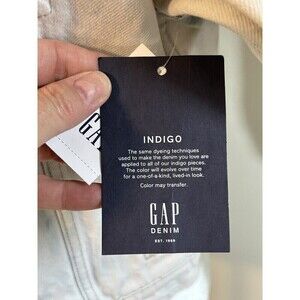 INDIGO
The same dyeing techniques
used to make the denim you love are
applied to all of our indigo pieces.
The color will evolve over time
for a one-of-a-kind, lived-in look.
Color may transfer.
GAP
DENIM
EST. 1969
GAP